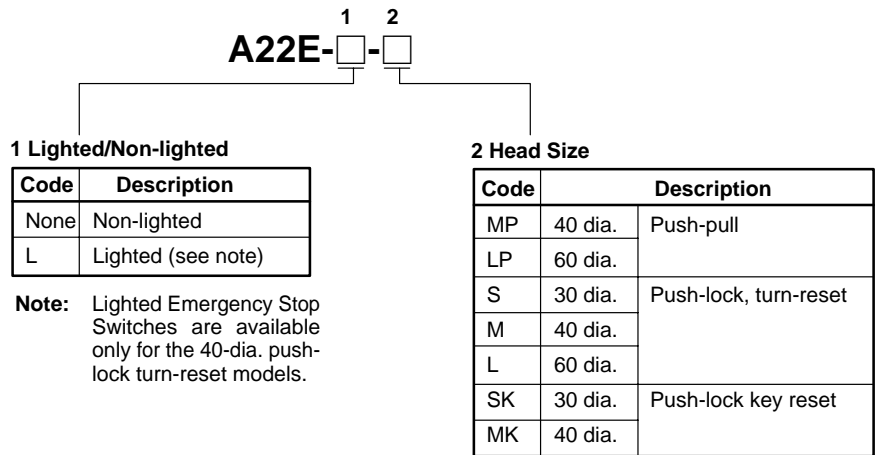 1 2
A22E-□-□
1 Lighted/Non-lighted
Code Description
None Non-lighted
L Lighted (see note)
Note: Lighted Emergency Stop
Switches are available
only for the 40-dia. push-
lock turn-reset models.
2 Head Size
Code Description
MP 40 dia. Push-pull
LP 60 dia.
S 30 dia. Push-lock, turn-reset
M 40 dia.
L 60 dia.
SK 30 dia. Push-lock key reset
MK 40 dia.